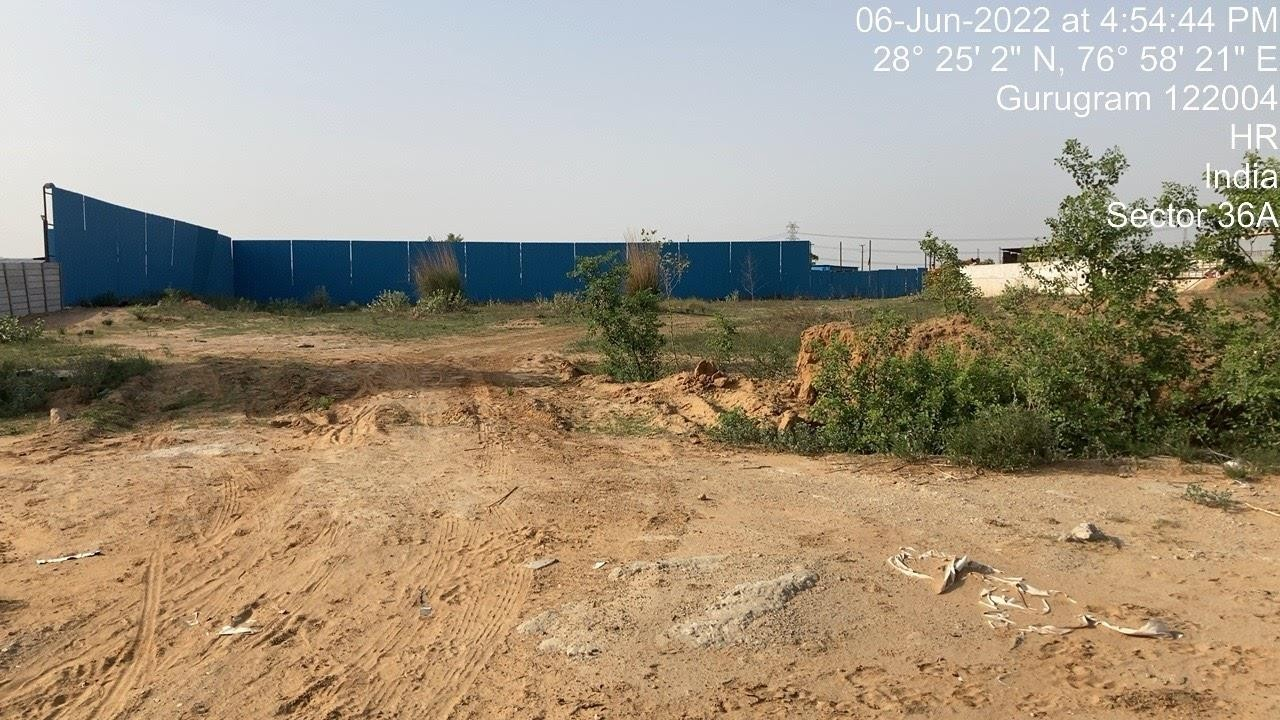 06-Jun-2022 at 4:54:44 PM
28° 25' 2" N, 76° 58' 21" E
Gurugram 122004
HR
India
Sector 36A